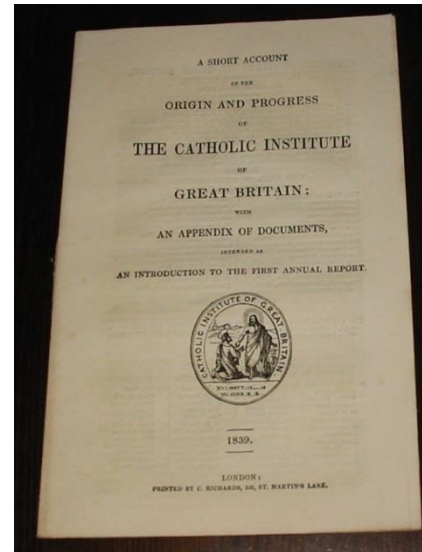 A SHORT ACCOUNT
OF THE
ORIGIN AND PROGRESS
OF
THE CATHOLIC INSTITUTE
OF
GREAT BRITAIN:
WITH
AN APPENDIX OF DOCUMENTS,
INTENDED AS
AN INTRODUCTION TO THE FIRST ANNUAL REPORT.
CATHOLIC INSTITUTE OF GREAT BRITAIN
1839.
LONDON:
PRINTED BY C. RICHARDS, ST. MARTIN'S LANE.